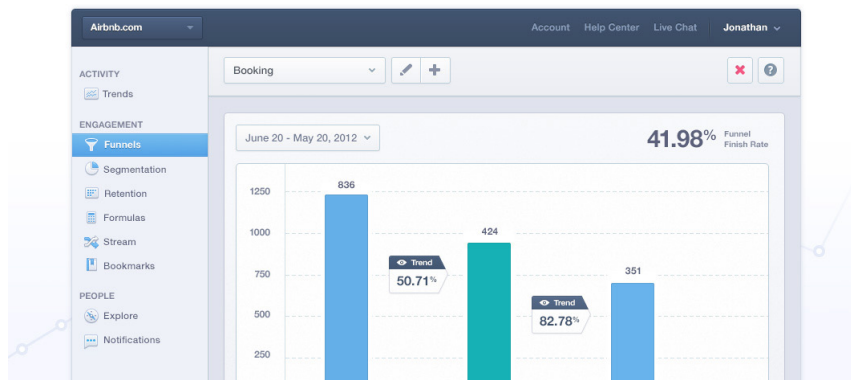 Airbnb.com
Account Help Center Live Chat Jonathan
ACTIVITY
Trends
ENGAGEMENT
Funnels
Segmentation
Retention
Formulas
Stream
Bookmarks
PEOPLE
Explore
Notifications
Booking
June 20 - May 20, 2012
41.98% Funnel
Finish Rate
1250
1000
750
500
250
836
424
351
Trend
50.71%
Trend
82.78%